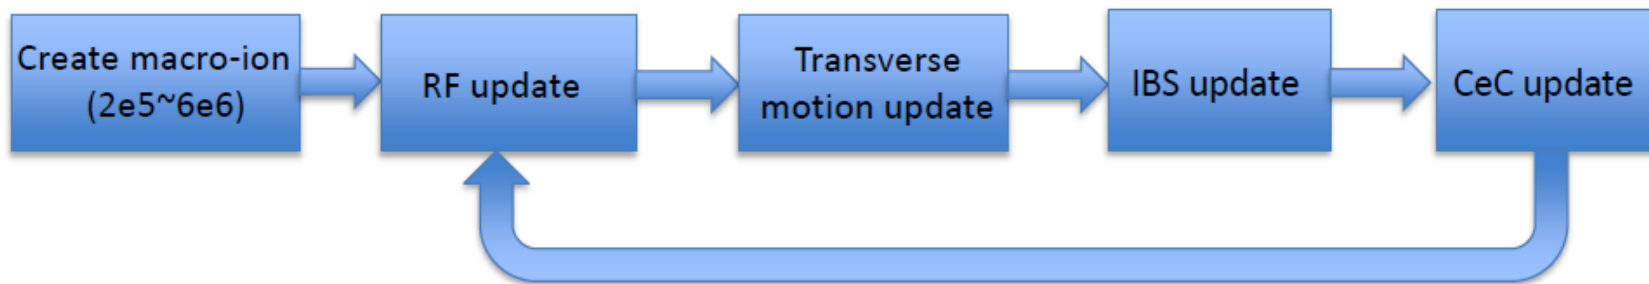 Create macro-ion
(2e5~6e6)
RF update
Transverse
motion update
IBS update
CeC update